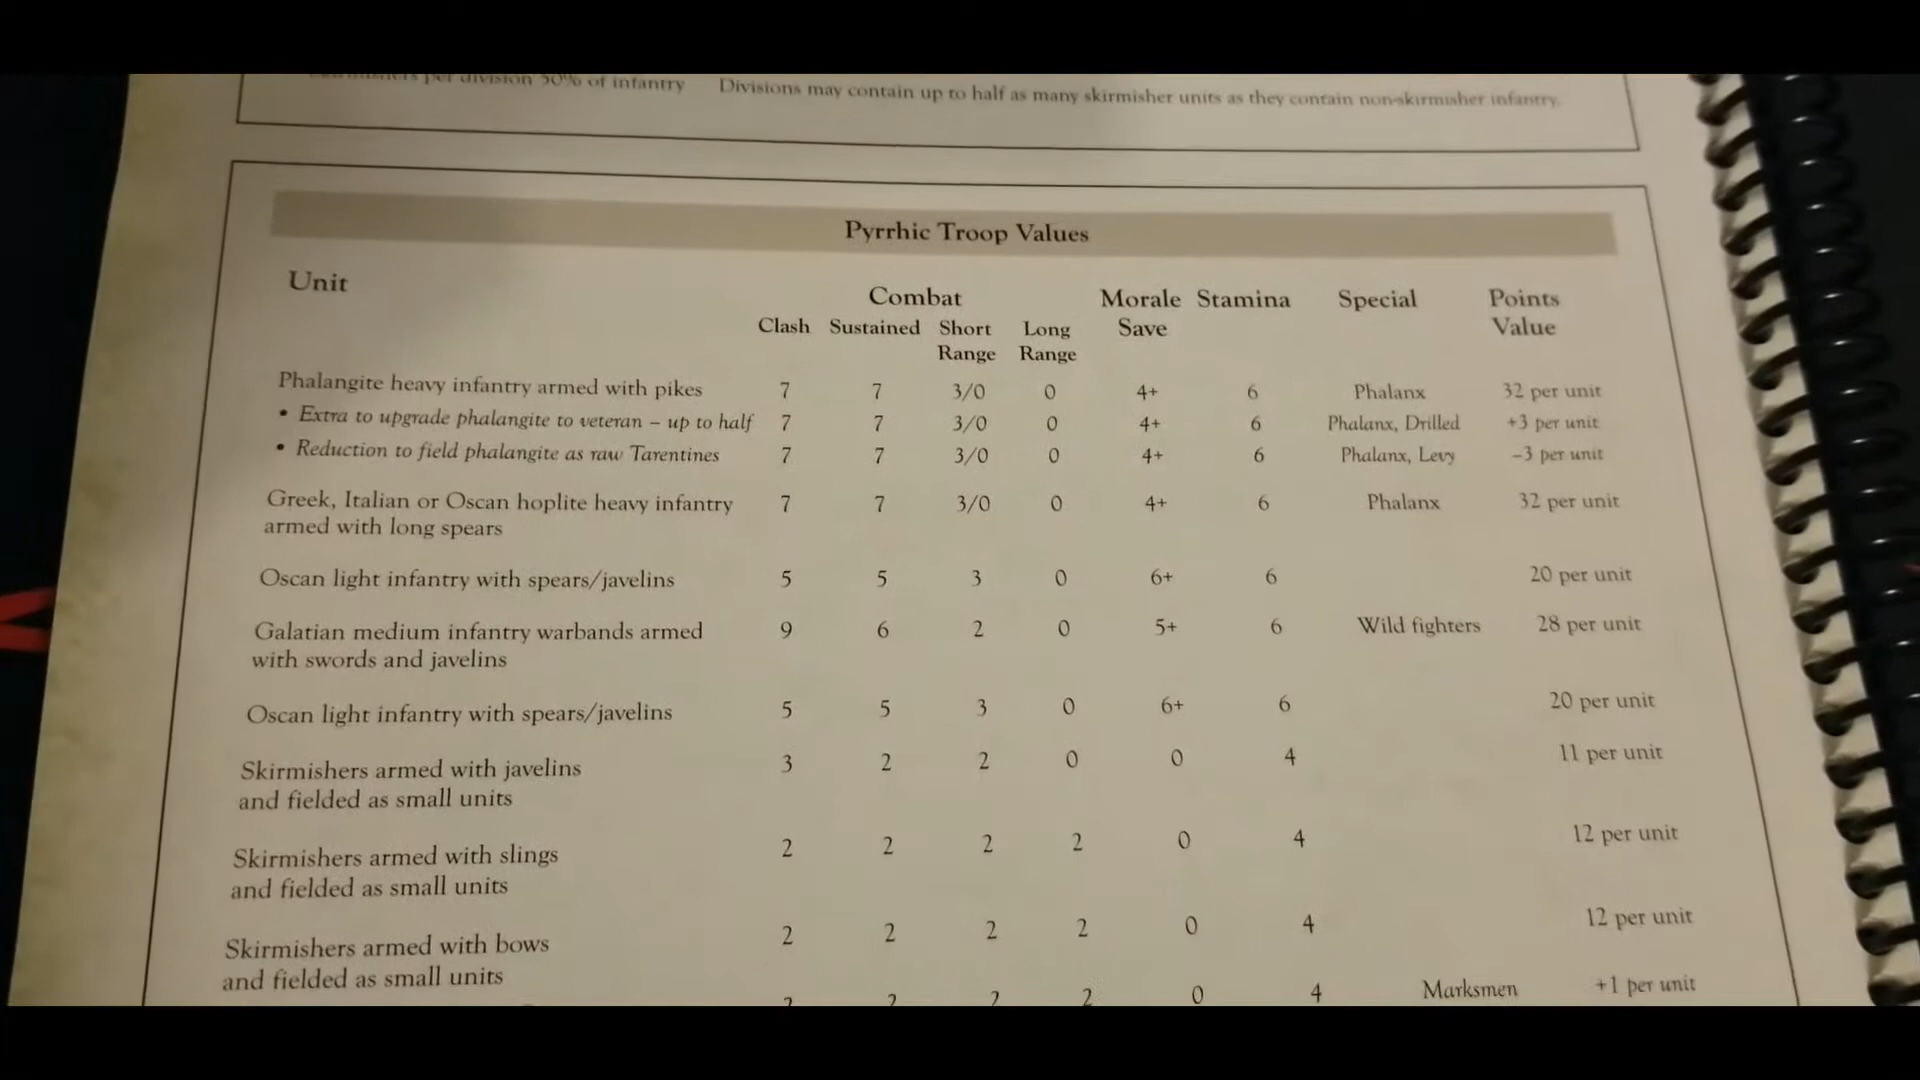 Skirmishers per division 50% of infantry Divisions may contain up to half as many skirmisher units as they contain non-skirmisher infantry.
Pyrrhic Troop Values
Unit Combat Morale Stamina Special Points
Clash Sustained Short Long Save Value
Range Range
Phalangite heavy infantry armed with pikes 7 7 3/0 0 4+ 6 Phalanx 32 per unit
• Extra to upgrade phalangite to veteran – up to half 7 7 3/0 0 4+ 6 Phalanx, Drilled +3 per unit
• Reduction to field phalangite as raw Tarentines 7 7 3/0 0 4+ 6 Phalanx, Levy –3 per unit
Greek, Italian or Oscan hoplite heavy infantry 7 7 3/0 0 4+ 6 Phalanx 32 per unit
armed with long spears
Oscan light infantry with spears/javelins 5 5 3 0 6+ 6 20 per unit
Galatian medium infantry warbands armed 9 6 2 0 5+ 6 Wild fighters 28 per unit
with swords and javelins
Oscan light infantry with spears/javelins 5 5 3 0 6+ 6 20 per unit
Skirmishers armed with javelins 3 2 2 0 0 4 11 per unit
and fielded as small units
Skirmishers armed with slings 2 2 2 2 0 4 12 per unit
and fielded as small units
Skirmishers armed with bows 2 2 2 2 0 4 12 per unit
and fielded as small units
2 2 2 2 0 4 Marksmen +1 per unit